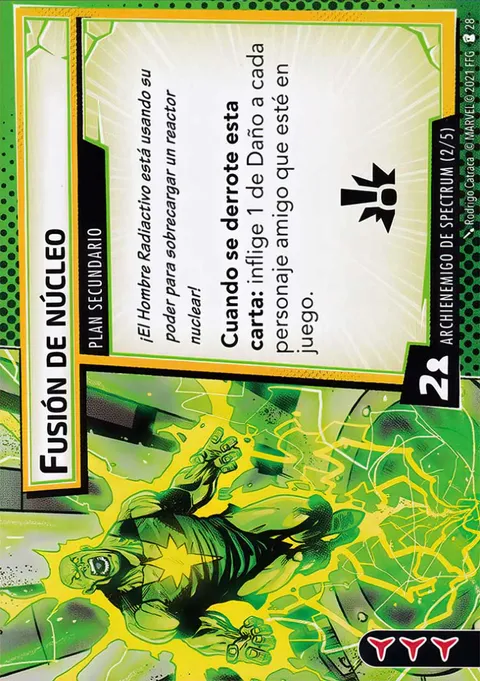 FUSIÓN DE NÚCLEO
PLAN SECUNDARIO
¡El Hombre Radiactivo está usando su
poder para sobrecargar un reactor
nuclear!
Cuando se derrote esta
carta: inflige 1 de Daño a cada
personaje amigo que esté en
juego.
2
ARCHIENEMIGO DE SPECTRUM (2/5)
Rodrigo Catraca © MARVEL © 2021 FFG 28